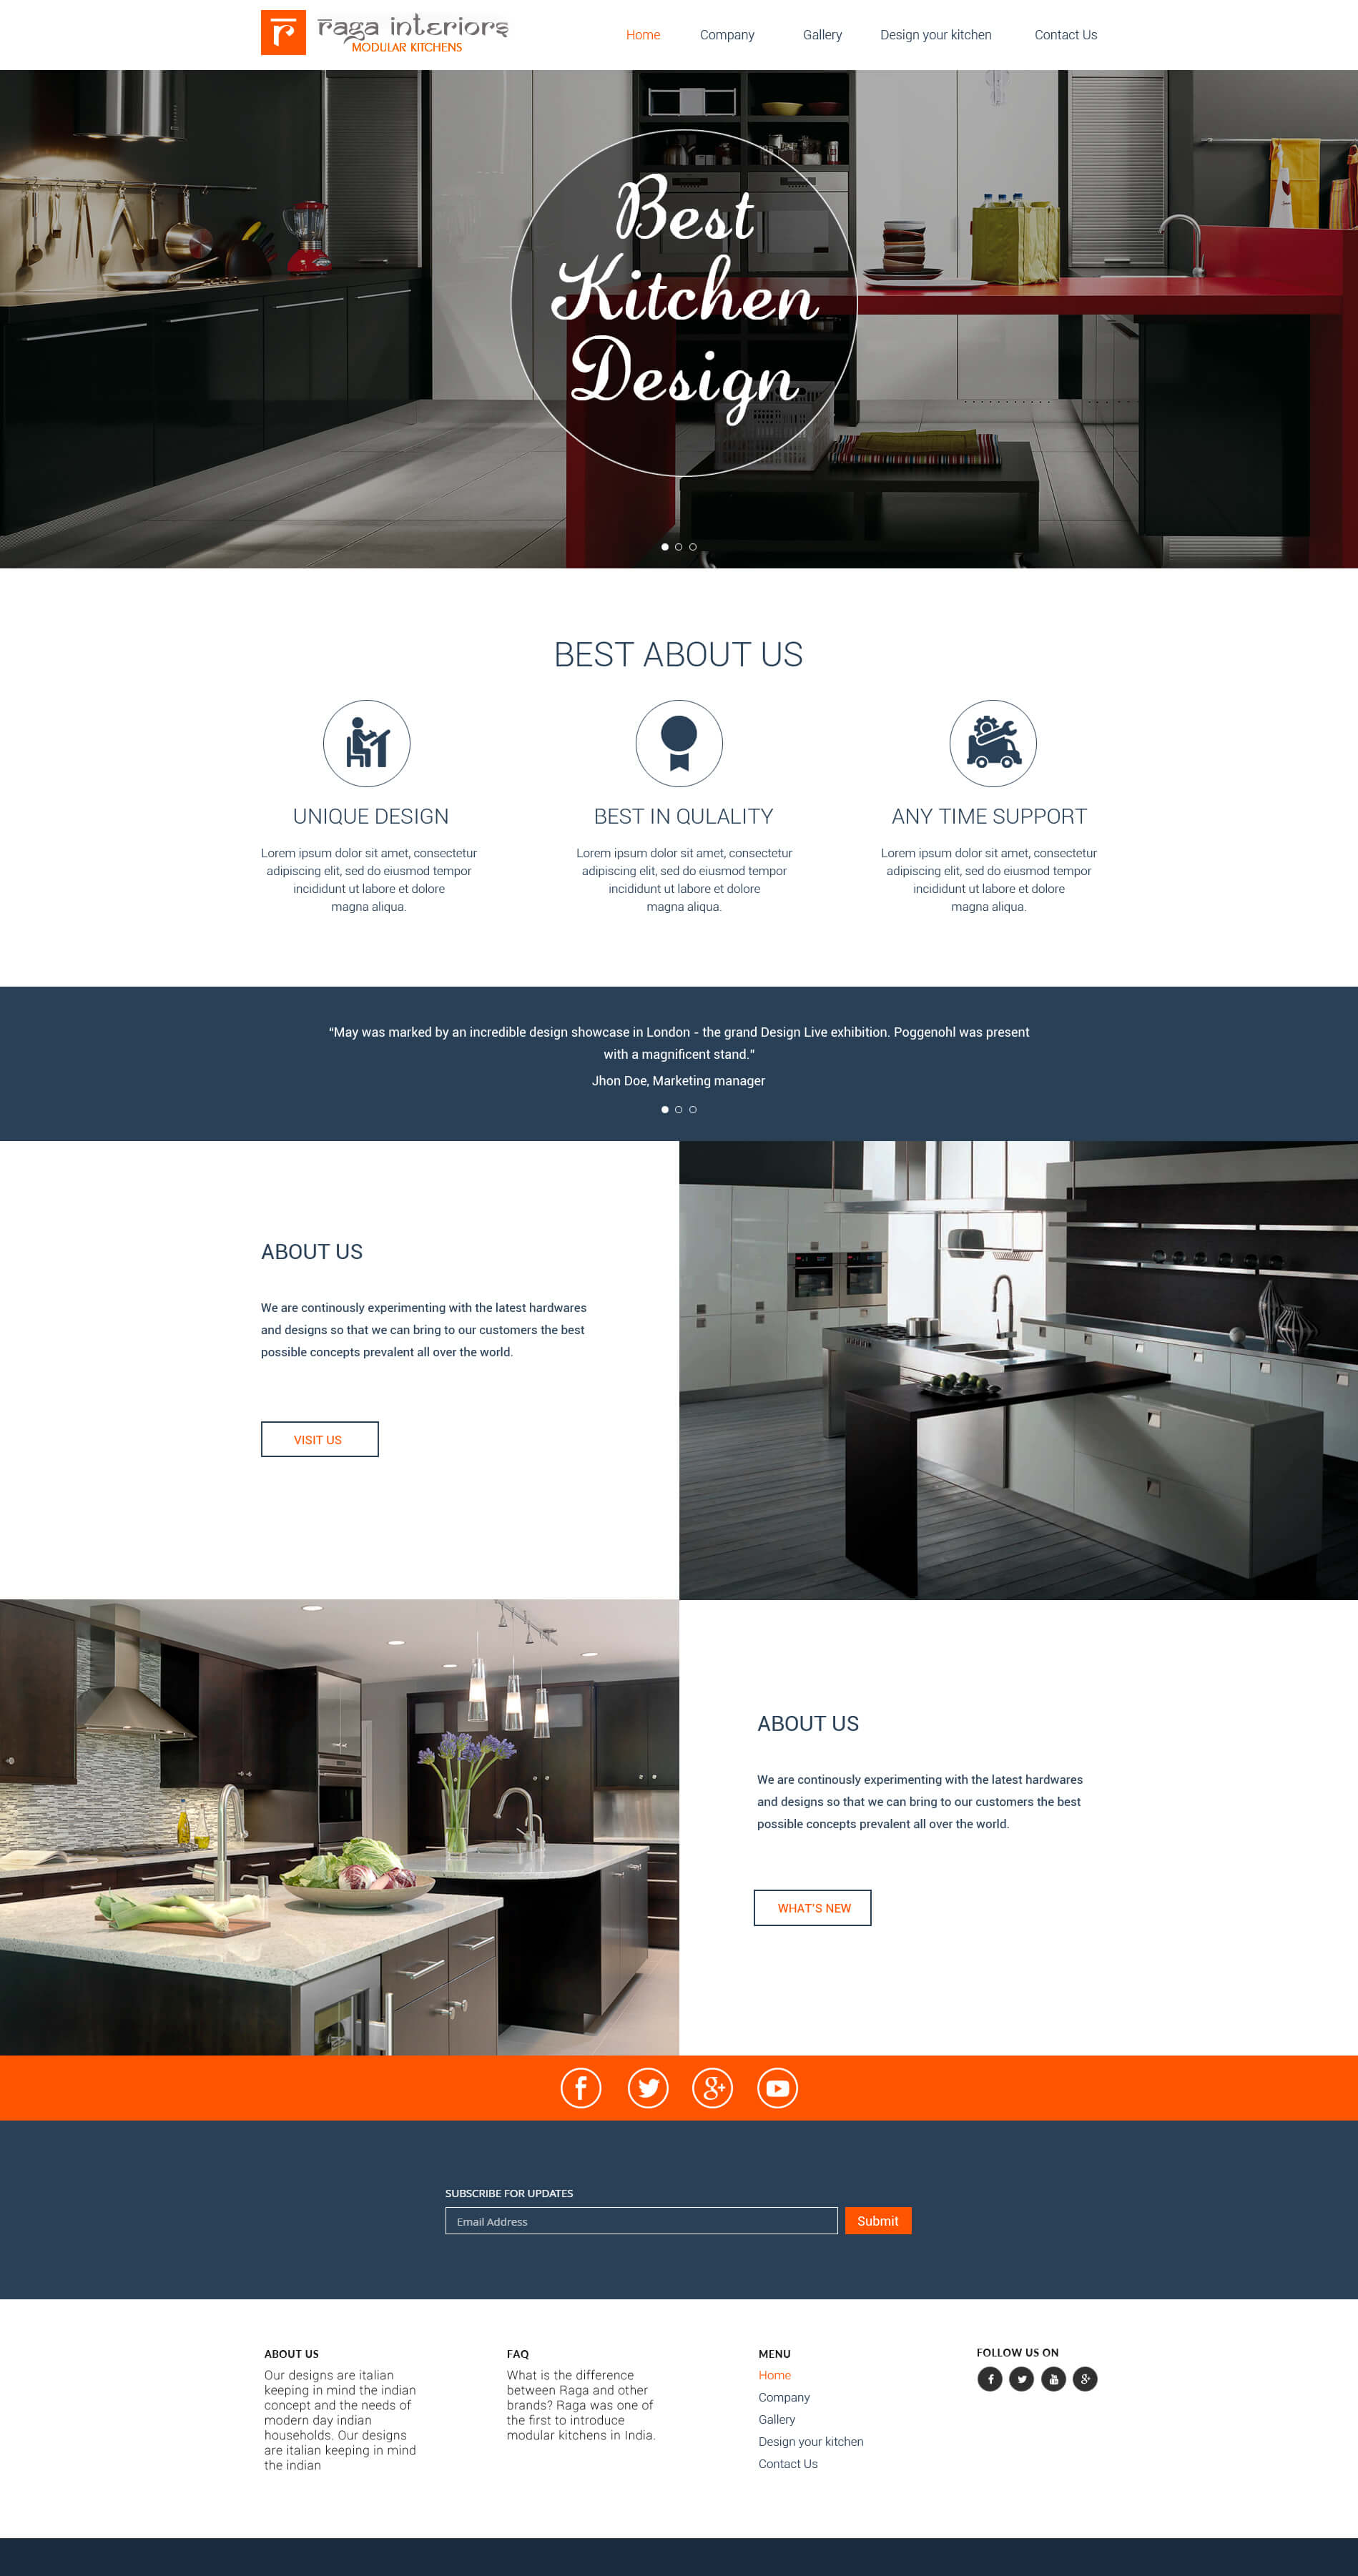 raga interiors
MODULAR KITCHENS
Home Company Gallery Design your kitchen Contact Us
Best
Kitchen
Design
BEST ABOUT US
UNIQUE DESIGN
Lorem ipsum dolor sit amet, consectetur
adipiscing elit, sed do eiusmod tempor
incididunt ut labore et dolore
magna aliqua.
BEST IN QULALITY
Lorem ipsum dolor sit amet, consectetur
adipiscing elit, sed do eiusmod tempor
incididunt ut labore et dolore
magna aliqua.
ANY TIME SUPPORT
Lorem ipsum dolor sit amet, consectetur
adipiscing elit, sed do eiusmod tempor
incididunt ut labore et dolore
magna aliqua.
“May was marked by an incredible design showcase in London - the grand Design Live exhibition. Poggenohl was present
with a magnificent stand.”
Jhon Doe, Marketing manager
ABOUT US
We are continously experimenting with the latest hardwares
and designs so that we can bring to our customers the best
possible concepts prevalent all over the world.
VISIT US
ABOUT US
We are continously experimenting with the latest hardwares
and designs so that we can bring to our customers the best
possible concepts prevalent all over the world.
WHAT'S NEW
SUBSCRIBE FOR UPDATES
Email Address
Submit
ABOUT US
Our designs are italian
keeping in mind the indian
concept and the needs of
modern day indian
households. Our designs
are italian keeping in mind
the indian
FAQ
What is the difference
between Raga and other
brands? Raga was one of
the first to introduce
modular kitchens in India.
MENU
Home
Company
Gallery
Design your kitchen
Contact Us
FOLLOW US ON